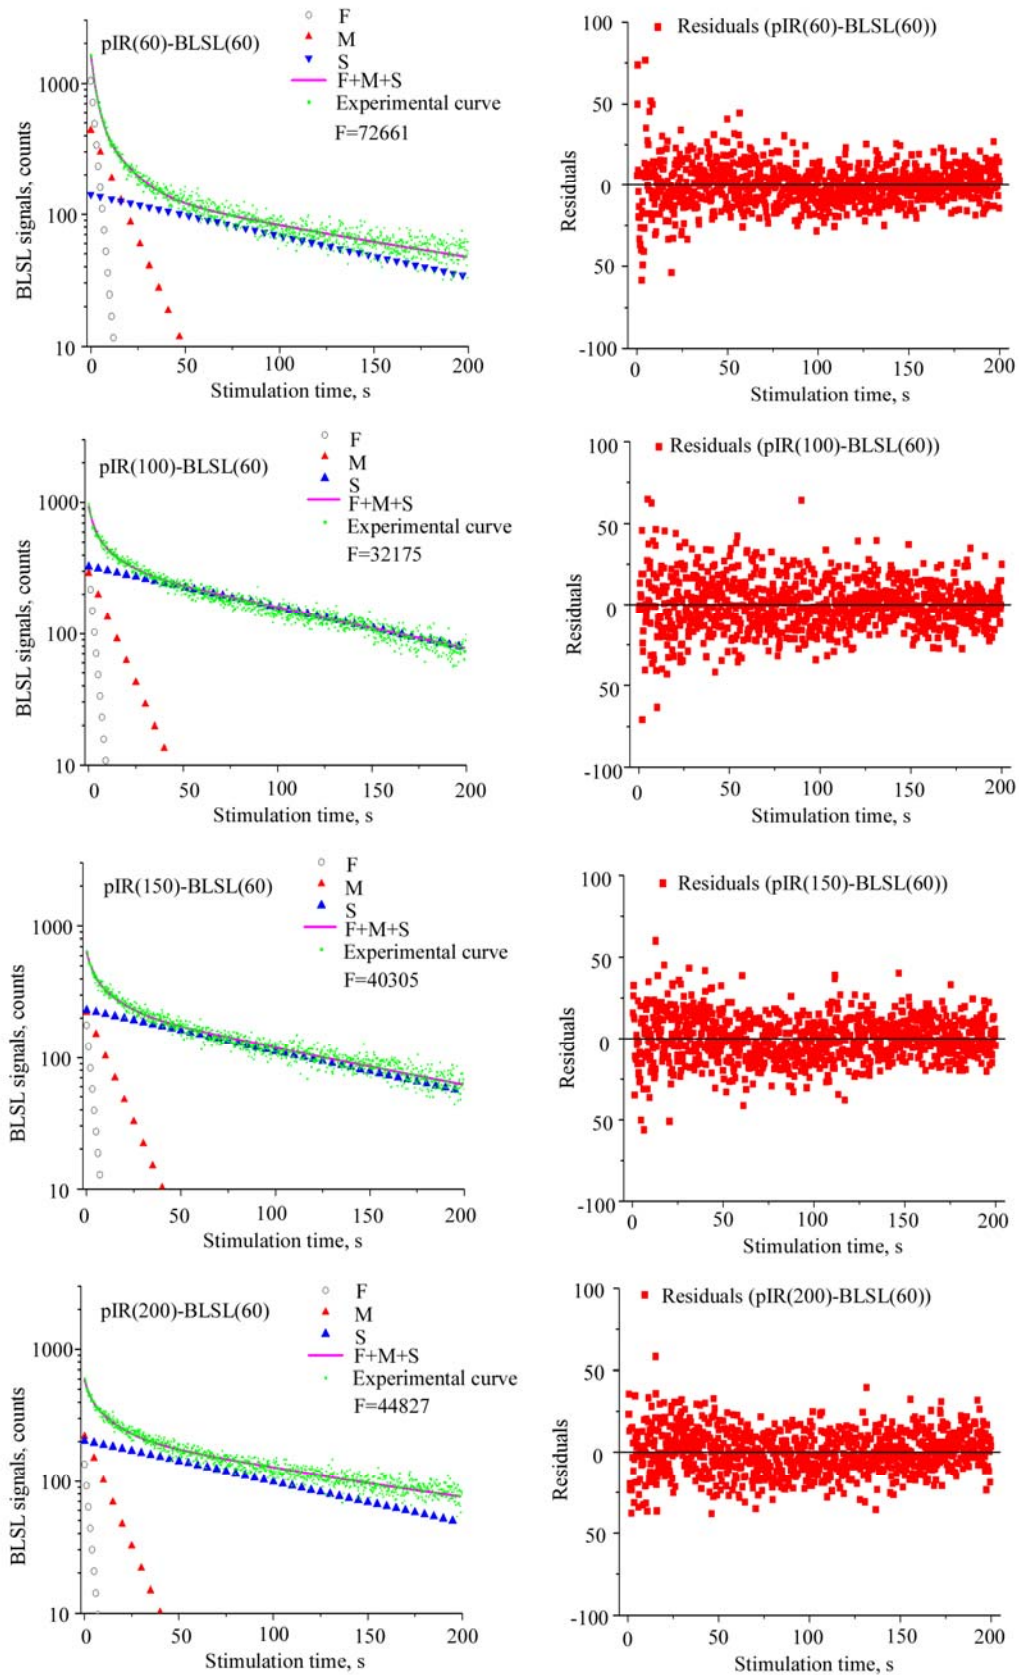 pIR(60)-BLSL(60)
F
M
S
F+M+S
Experimental curve
F=72661
1000
100
10
BLSL signals, counts
0 50 100 150 200
Stimulation time, s
Residuals (pIR(60)-BLSL(60))
100
50
0
50
-100
Residuals
0 50 100 150 200
Stimulation time, s
pIR(100)-BLSL(60)
F
M
S
F+M+S
Experimental curve
F=32175
1000
100
10
BLSL signals, counts
0 50 100 150 200
Stimulation time, s
Residuals (pIR(100)-BLSL(60))
100
50
0
50
-100
Residuals
0 50 100 150 200
Stimulation time, s
pIR(150)-BLSL(60)
F
M
S
F+M+S
Experimental curve
F=40305
1000
100
10
BLSL signals, counts
0 50 100 150 200
Stimulation time, s
Residuals (pIR(150)-BLSL(60))
100
50
0
50
-100
Residuals
0 50 100 150 200
Stimulation time, s
pIR(200)-BLSL(60)
F
M
S
F+M+S
Experimental curve
F=44827
1000
100
10
BLSL signals, counts
0 50 100 150 200
Stimulation time, s
Residuals (pIR(200)-BLSL(60))
100
50
0
50
-100
Residuals
0 50 100 150 200
Stimulation time, s